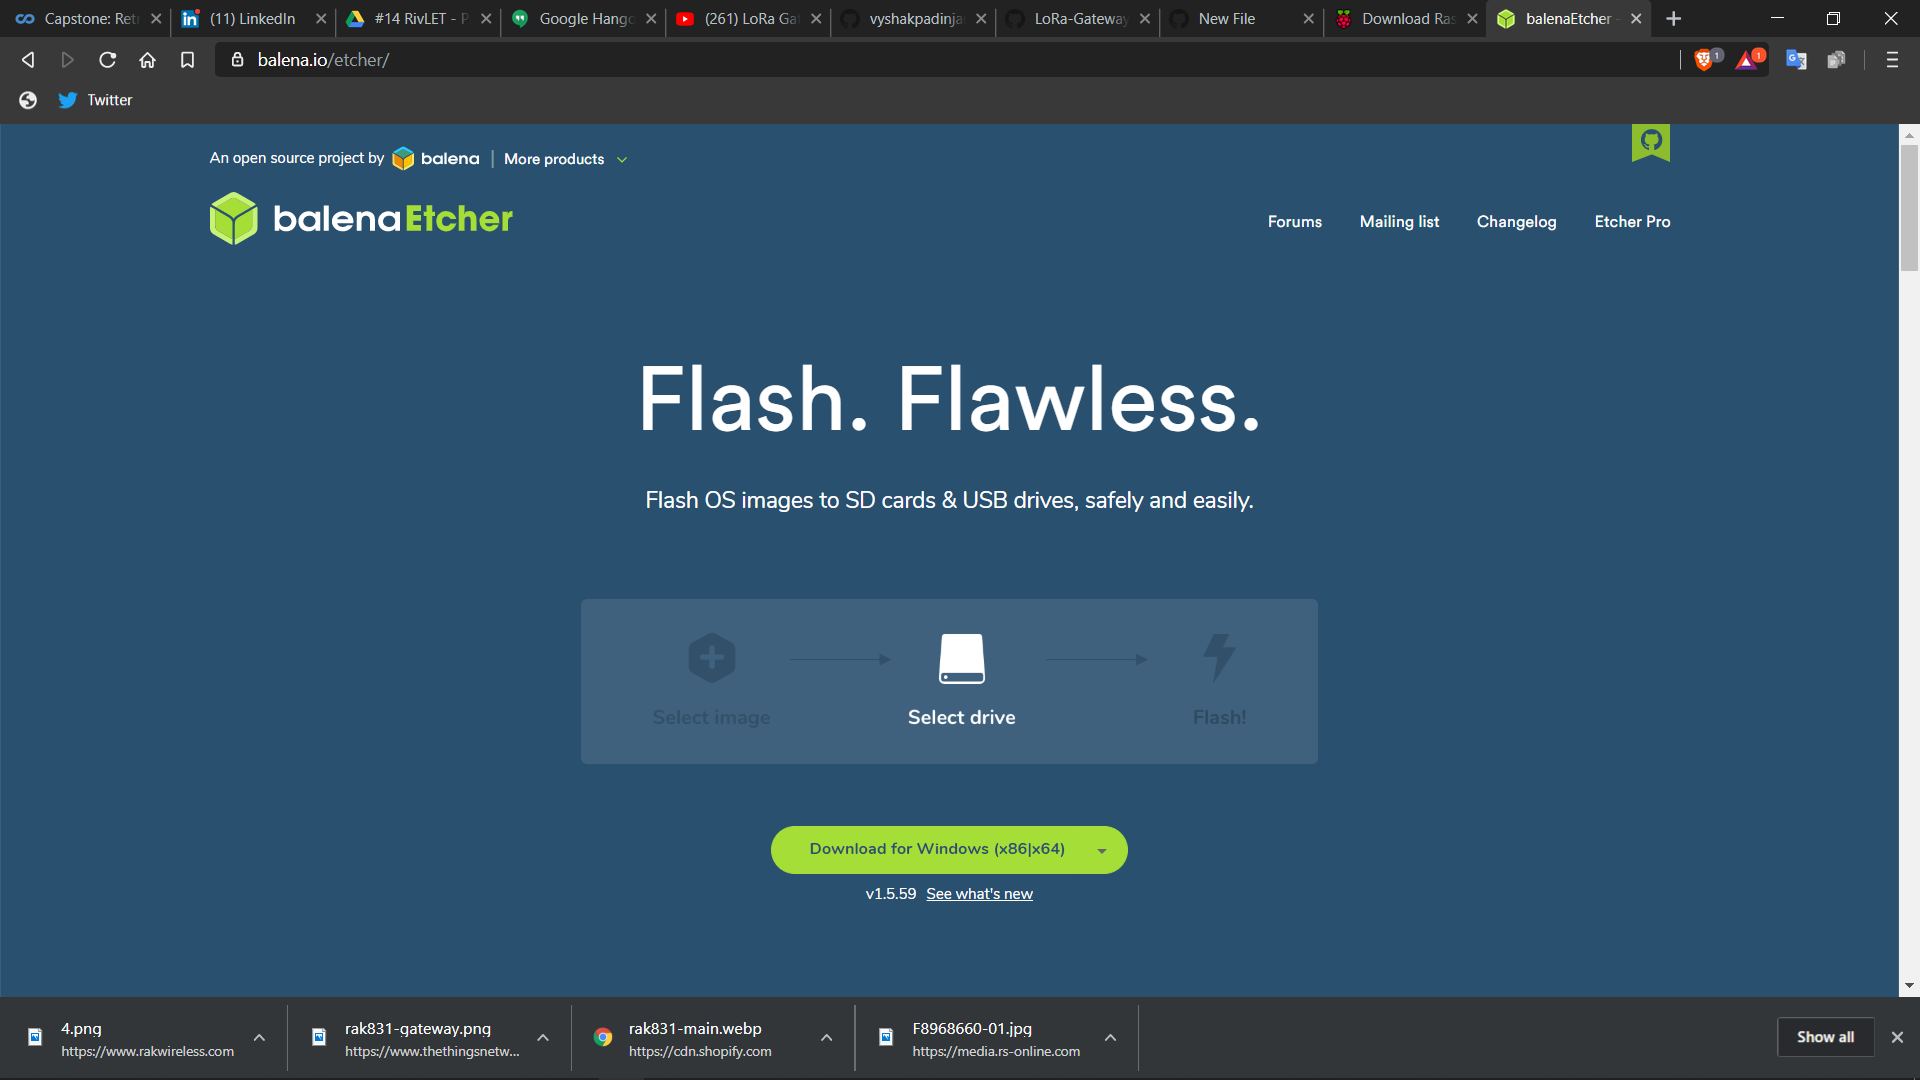 Capstone: Ret
(11) LinkedIn
#14 RivLET - P
Google Hango
(261) LoRa Ga
vyshakpadinja
LoRa-Gateway
New File
Download Ras
balenaEtcher -
balena.io/etcher/
1
1
Twitter
An open source project by balena | More products
balenaEtcher
Forums Mailing list Changelog Etcher Pro
Flash. Flawless.
Flash OS images to SD cards & USB drives, safely and easily.
Select image Select drive Flash!
Download for Windows (x86|x64)
v1.5.59 See what's new
4.png
https://www.rakwireless.com
rak831-gateway.png
https://www.thethingsnetw...
rak831-main.webp
https://cdn.shopify.com
F8968660-01.jpg
https://media.rs-online.com
Show all